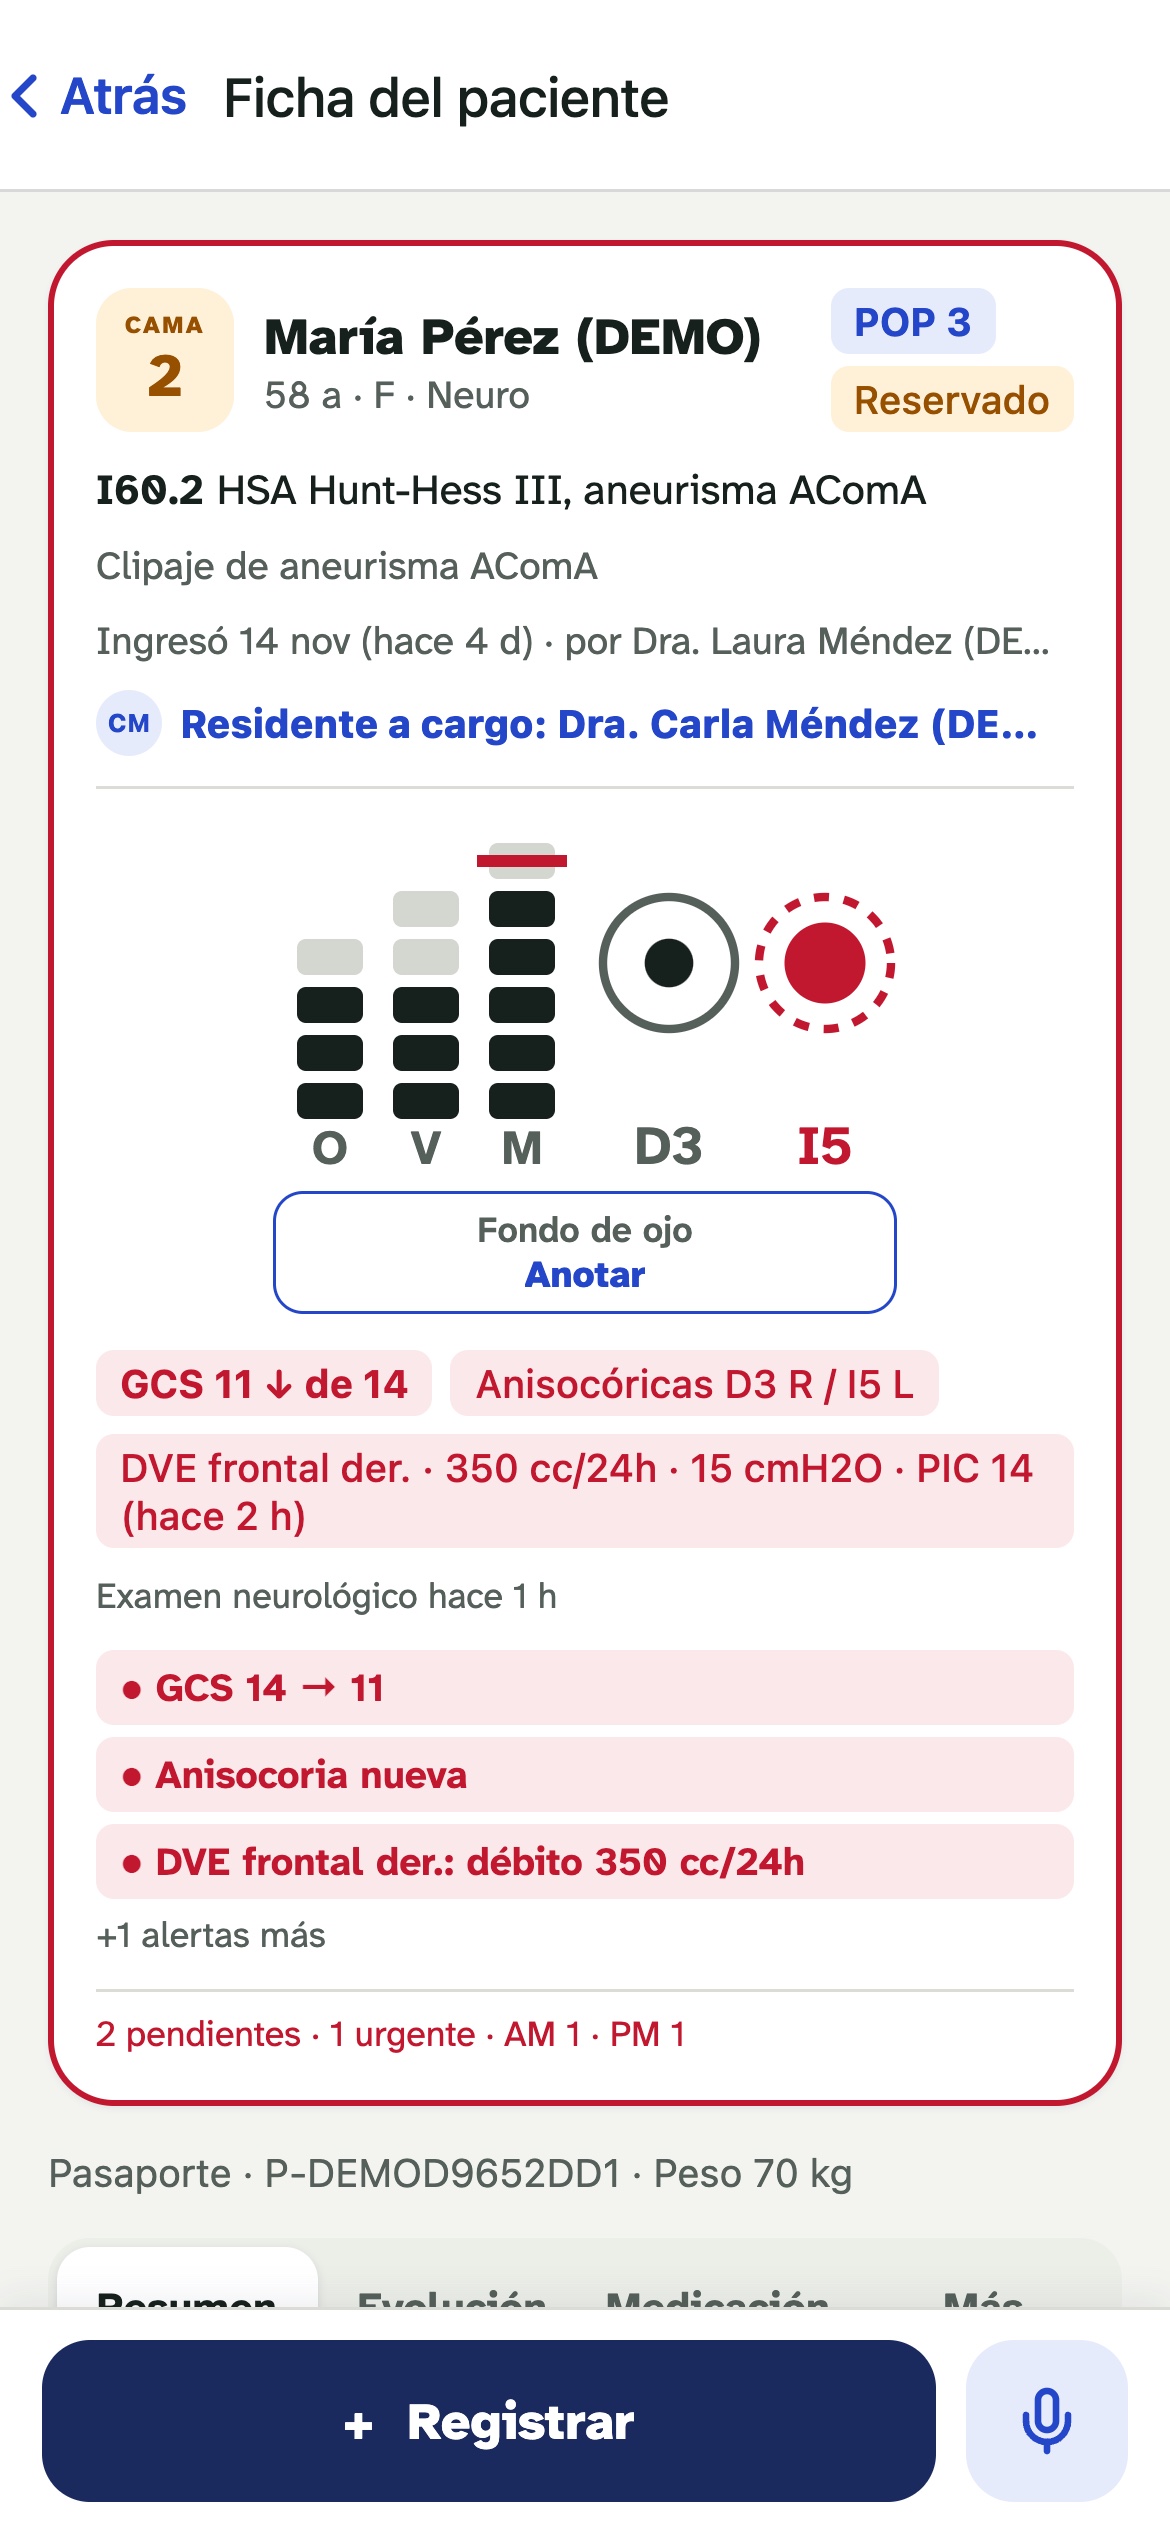 Atrás Ficha del paciente
CAMA
2
María Pérez (DEMO)
58 a · F · Neuro
POP 3
Reservado
I60.2 HSA Hunt-Hess III, aneurisma AComA
Clipaje de aneurisma AComA
Ingresó 14 nov (hace 4 d) · por Dra. Laura Méndez (DE...
CM Residente a cargo: Dra. Carla Méndez (DE...
O V M D3 I5
Fondo de ojo
Anotar
GCS 11 ↓ de 14
Anisocóricas D3 R / I5 L
DVE frontal der. · 350 cc/24h · 15 cmH2O · PIC 14
(hace 2 h)
Examen neurológico hace 1 h
● GCS 14 → 11
● Anisocoria nueva
● DVE frontal der.: débito 350 cc/24h
+1 alertas más
2 pendientes · 1 urgente · AM 1 · PM 1
Pasaporte · P-DEMOD9652DD1 · Peso 70 kg
Resumen Evolución Medicación Más
+ Registrar